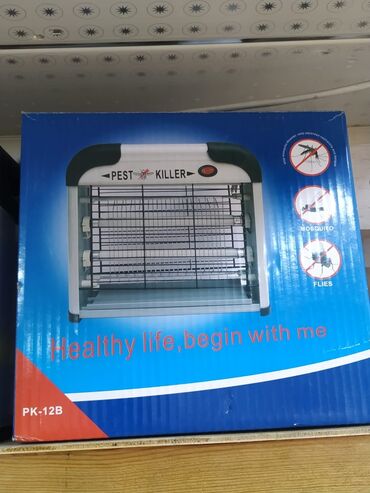 PEST KILLER
MOSQUITO
FLIES
Healthy life,begin with me
PK-12B